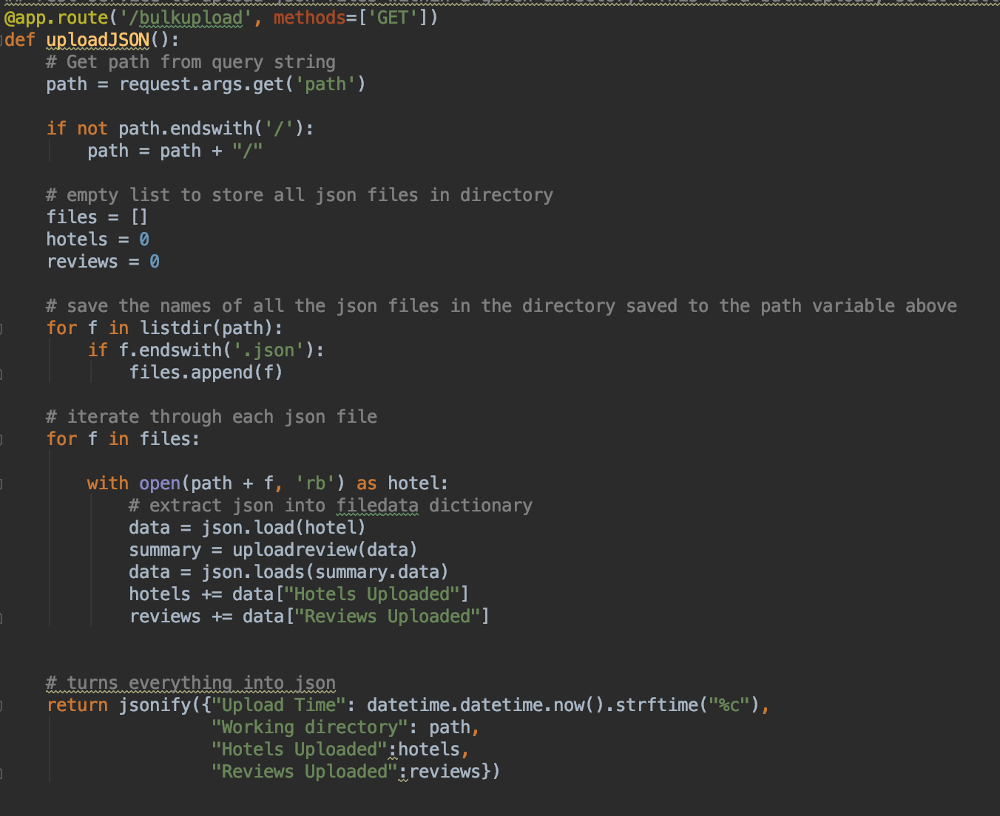 @app.route('/bulkupload', methods=['GET'])
def uploadJSON():
    # Get path from query string
    path = request.args.get('path')

    if not path.endswith('/'):
        path = path + "/"

    # empty list to store all json files in directory
    files = []
    hotels = 0
    reviews = 0

    # save the names of all the json files in the directory saved to the path variable above
    for f in listdir(path):
        if f.endswith('.json'):
            files.append(f)

    # iterate through each json file
    for f in files:

        with open(path + f, 'rb') as hotel:
            # extract json into filedata dictionary
            data = json.load(hotel)
            summary = uploadreview(data)
            data = json.loads(summary.data)
            hotels += data["Hotels Uploaded"]
            reviews += data["Reviews Uploaded"]


    # turns everything into json
    return jsonify({"Upload Time": datetime.datetime.now().strftime("%c"),
                    "Working directory": path,
                    "Hotels Uploaded":hotels,
                    "Reviews Uploaded":reviews})